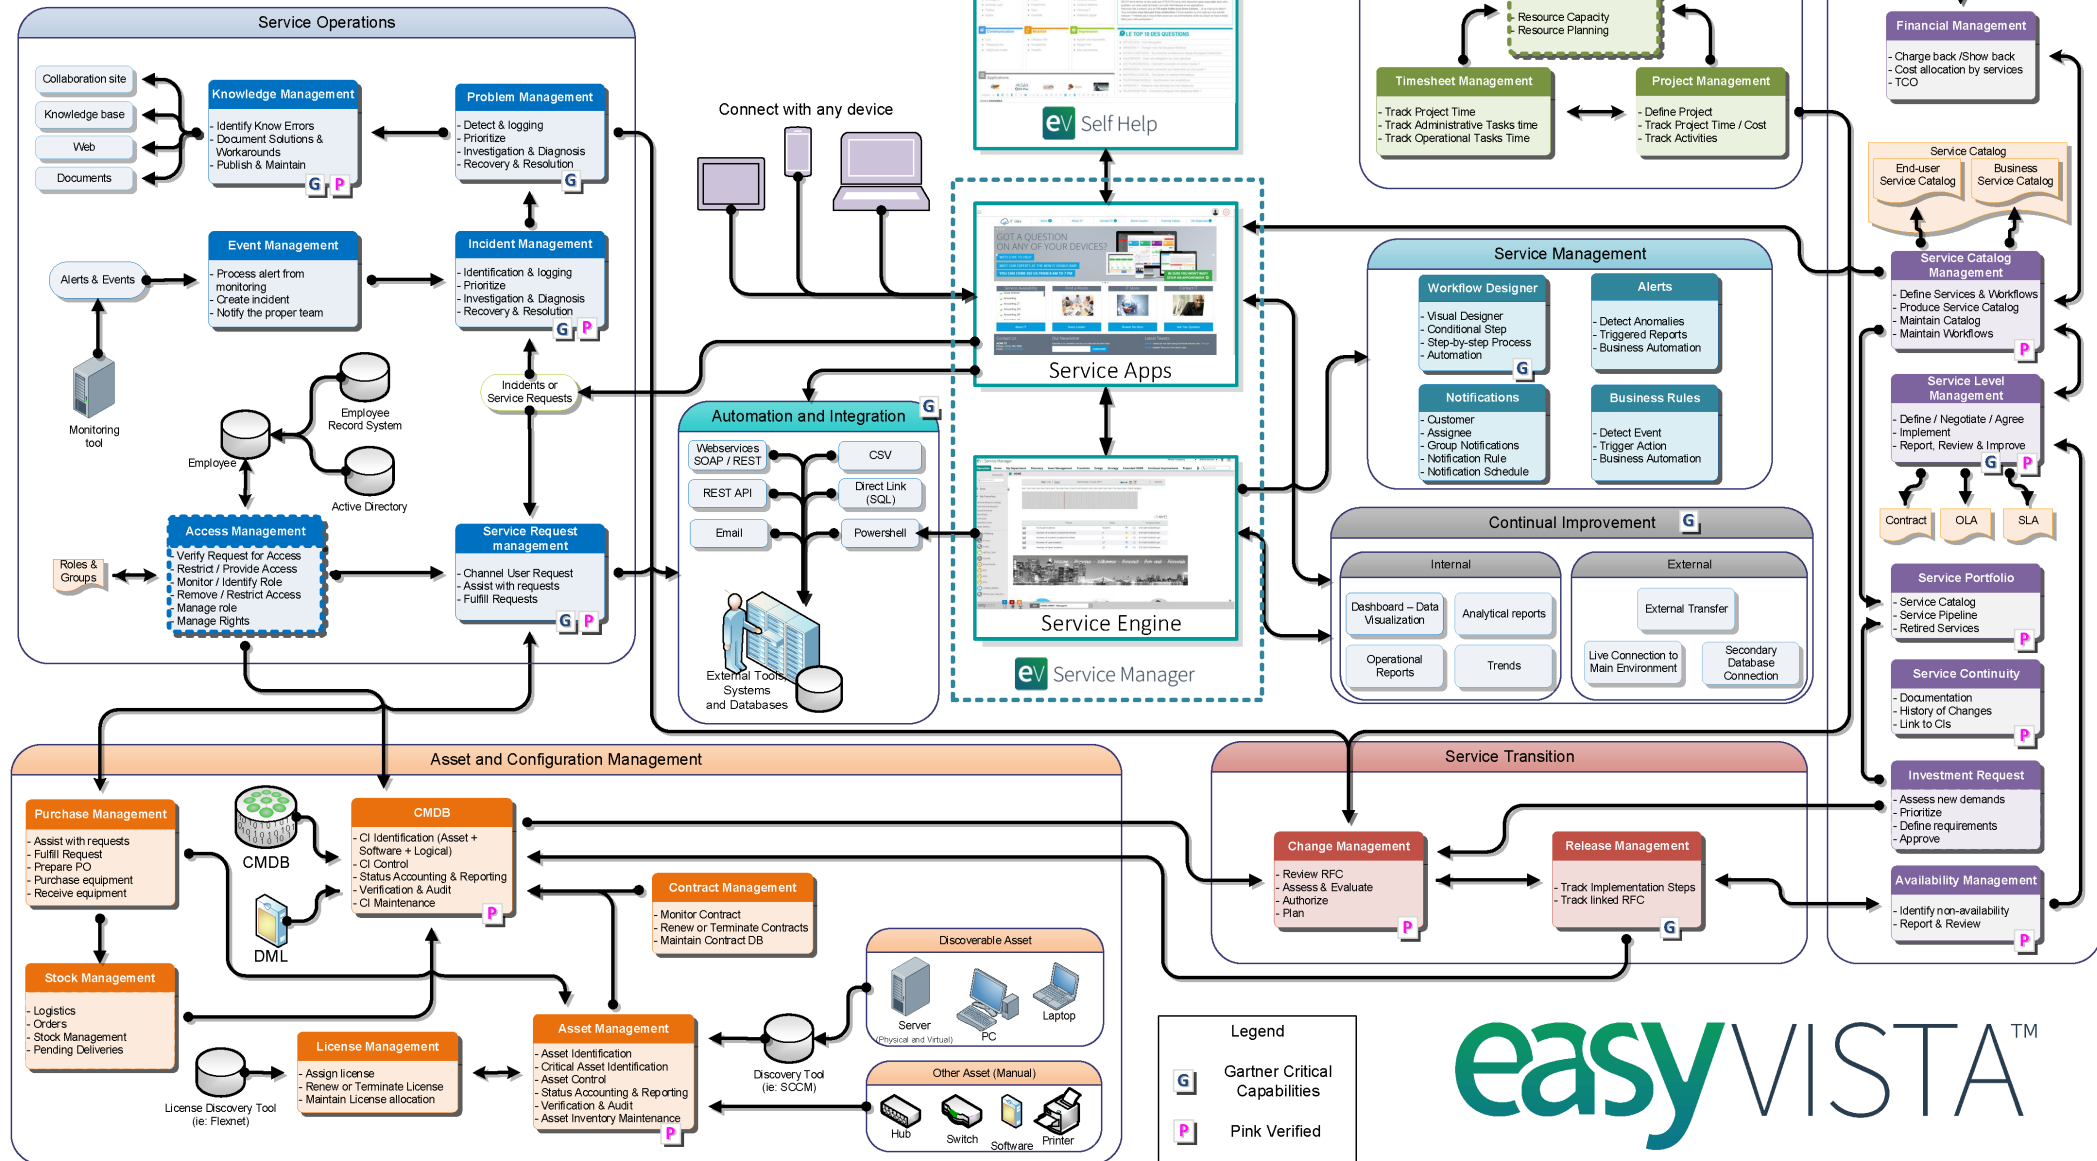 Service Operations
Collaboration site
Knowledge base
Web
Documents
Knowledge Management
- Identify Know Errors
- Document Solutions &
Workarounds
- Publish & Maintain
G P
Problem Management
- Detect & logging
- Prioritize
- Investigation & Diagnosis
- Recovery & Resolution
G
Alerts & Events
Event Management
- Process alert from
monitoring
- Create incident
- Notify the proper team
Incident Management
- Identification & logging
- Prioritize
- Investigation & Diagnosis
- Recovery & Resolution
G P
Monitoring
tool
Employee
Record System
Employee
Active Directory
Incidents or
Service Requests
Roles &
Groups
Access Management
- Verify Request for Access
- Restrict / Provide Access
- Monitor / Identify Role
- Remove / Restrict Access
- Manage role
- Manage Rights
Service Request
management
- Channel User Request
- Assist with requests
- Fulfill Requests
G P
Connect with any device
LE TOP 10 DES QUESTIONS
eV Self Help
GOT A QUESTION
ON ANY OF YOUR DEVICES?
Service Apps
Service Engine
eV Service Manager
Automation and Integration
G
Webservices
SOAP / REST
CSV
REST API
Direct Link
(SQL)
Email
Powershell
External Tools,
Systems
and Databases
- Resource Capacity
- Resource Planning
Timesheet Management
- Track Project Time
- Track Administrative Tasks time
- Track Operational Tasks Time
Project Management
- Define Project
- Track Project Time / Cost
- Track Activities
Service Management
Workflow Designer
- Visual Designer
- Conditional Step
- Step-by-step Process
- Automation
G
Alerts
- Detect Anomalies
- Triggered Reports
- Business Automation
Notifications
- Customer
- Assignee
- Group Notifications
- Notification Rule
- Notification Schedule
Business Rules
- Detect Event
- Trigger Action
- Business Automation
Continual Improvement
G
Internal
Dashboard – Data
Visualization
Analytical reports
Operational
Reports
Trends
External
External Transfer
Live Connection to
Main Environment
Secondary
Database
Connection
Financial Management
- Charge back /Show back
- Cost allocation by services
- TCO
Service Catalog
End-user
Service Catalog
Business
Service Catalog
Service Catalog
Management
- Define Services & Workflows
- Produce Service Catalog
- Maintain Catalog
- Maintain Workflows
P
Service Level
Management
- Define / Negotiate / Agree
- Implement
- Report, Review & Improve
G P
Contract
OLA
SLA
Service Portfolio
- Service Catalog
- Service Pipeline
- Retired Services
P
Service Continuity
- Documentation
- History of Changes
- Link to CIs
P
Investment Request
- Assess new demands
- Prioritize
- Define requirements
- Approve
Availability Management
- Identify non-availability
- Report & Review
P
Asset and Configuration Management
Purchase Management
- Assist with requests
- Fulfill Request
- Prepare PO
- Purchase equipment
- Receive equipment
CMDB
DML
CMDB
- CI Identification (Asset +
Software + Logical)
- CI Control
- Status Accounting & Reporting
- Verification & Audit
- CI Maintenance
P
Contract Management
- Monitor Contract
- Renew or Terminate Contracts
- Maintain Contract DB
Stock Management
- Logistics
- Orders
- Stock Management
- Pending Deliveries
License Discovery Tool
(ie: Flexnet)
License Management
- Assign license
- Renew or Terminate License
- Maintain License allocation
Asset Management
- Asset Identification
- Critical Asset Identification
- Asset Control
- Status Accounting & Reporting
- Verification & Audit
- Asset Inventory Maintenance
P
Discovery Tool
(ie: SCCM)
Discoverable Asset
Server
(Physical and Virtual)
PC
Laptop
Other Asset (Manual)
Hub
Switch
Software
Printer
Service Transition
Change Management
- Review RFC
- Assess & Evaluate
- Authorize
- Plan
P
Release Management
- Track Implementation Steps
- Track linked RFC
G
Legend
G Gartner Critical
Capabilities
P Pink Verified
easyVISTA™